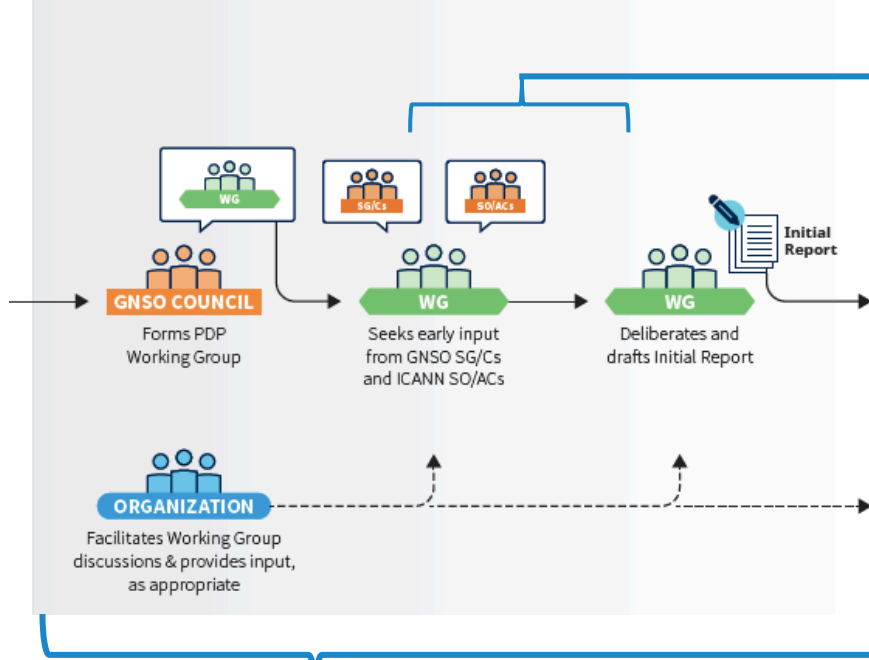 WG
SG/Cs
SO/ACs
Initial
Report
GNSO COUNCIL
Forms PDP
Working Group
WG
Seeks early input
from GNSO SG/Cs
and ICANN SO/ACs
WG
Deliberates and
drafts Initial Report
ORGANIZATION
Facilitates Working Group
discussions & provides input,
as appropriate